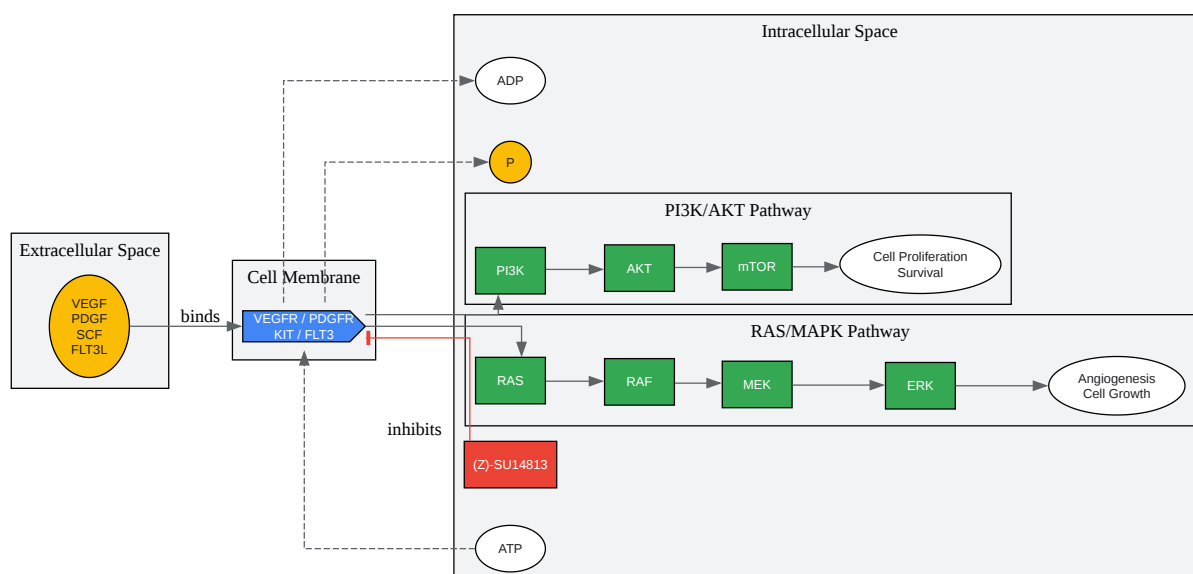 Intracellular Space
ADP
P
PI3K/AKT Pathway
PI3K
AKT
mTOR
Cell Proliferation
Survival
Extracellular Space
VEGF
PDGF
SCF
FLT3L
binds
Cell Membrane
VEGFR / PDGFR
KIT / FLT3
RAS/MAPK Pathway
RAS
RAF
MEK
ERK
Angiogenesis
Cell Growth
inhibits
(Z)-SU14813
ATP